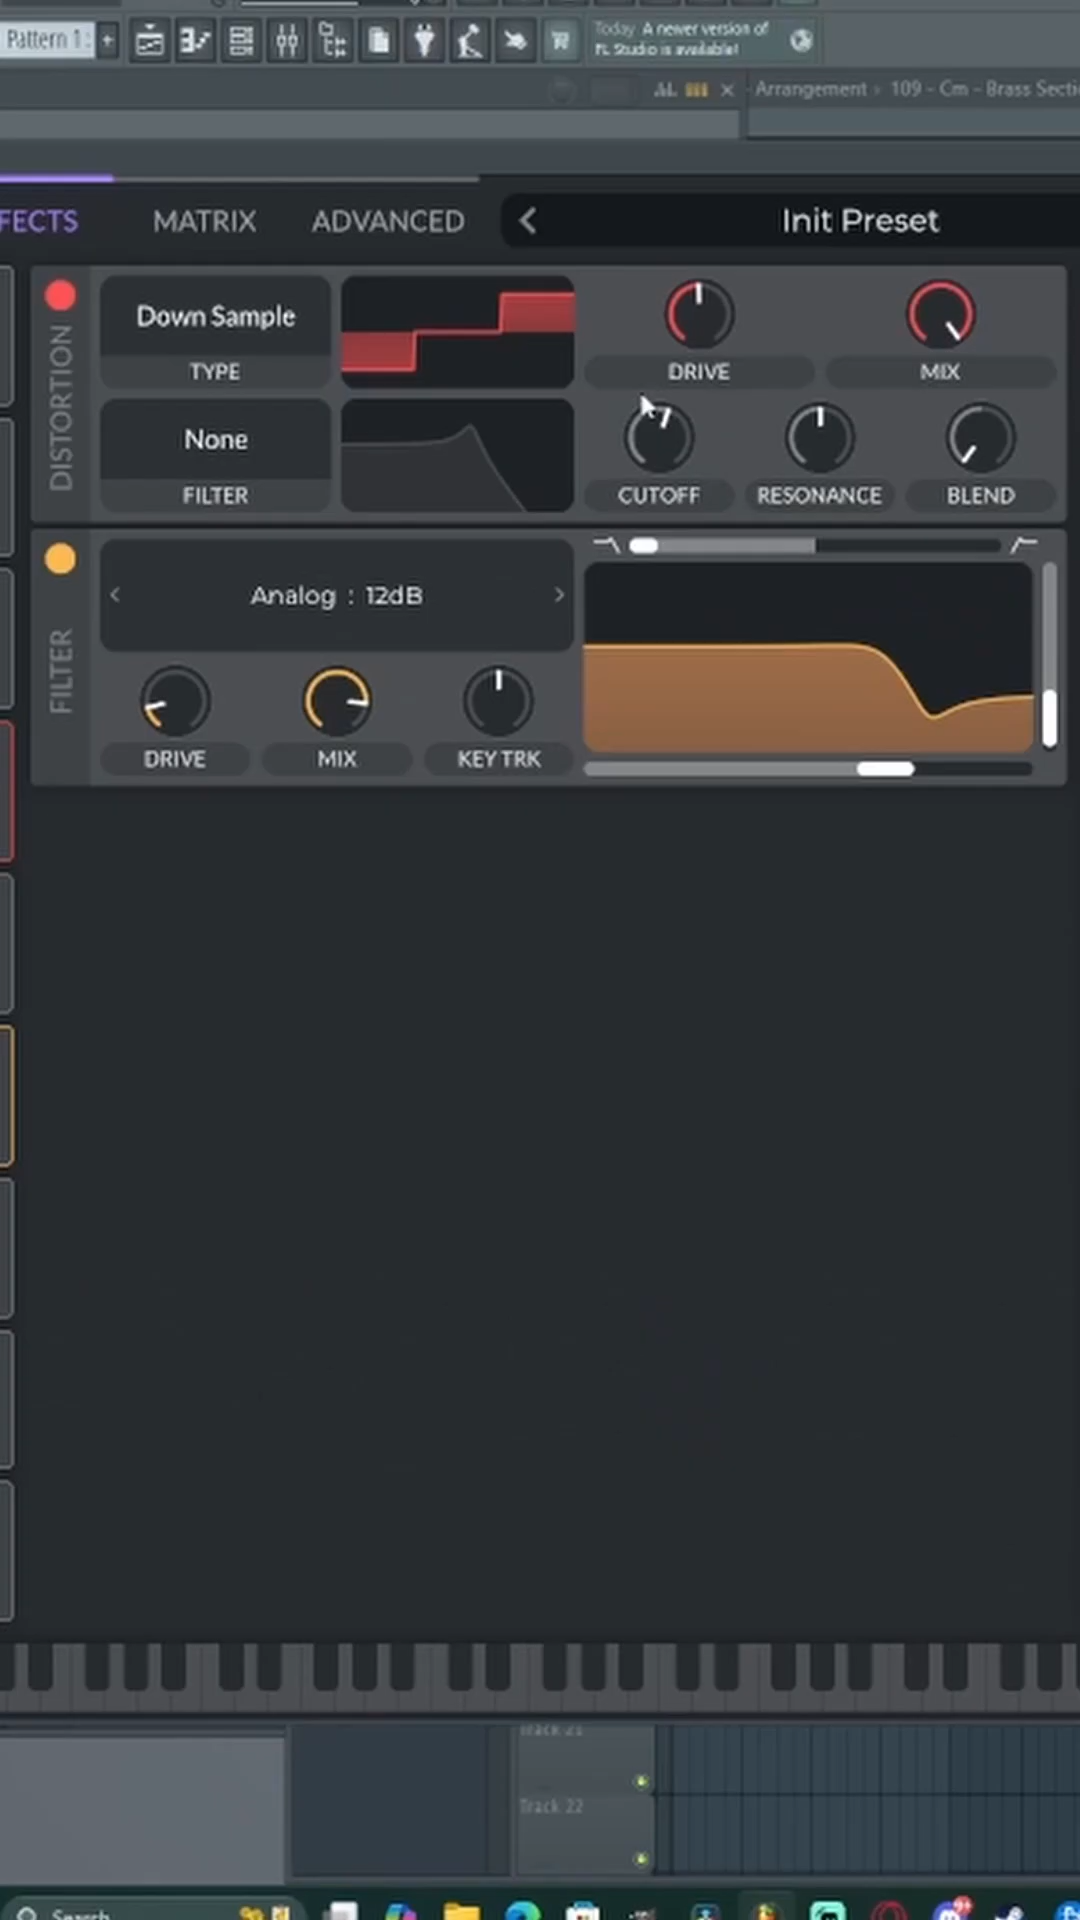 Pattern 1
Today A newer version of
FL Studio is available!
Arrangement › 109 - Cm - Brass Secti
FECTS MATRIX ADVANCED Init Preset
DISTORTION
Down Sample
TYPE
DRIVE
MIX
None
FILTER
CUTOFF
RESONANCE
BLEND
FILTER
Analog : 12dB
DRIVE
MIX
KEY TRK
Track 21
Track 22
Search